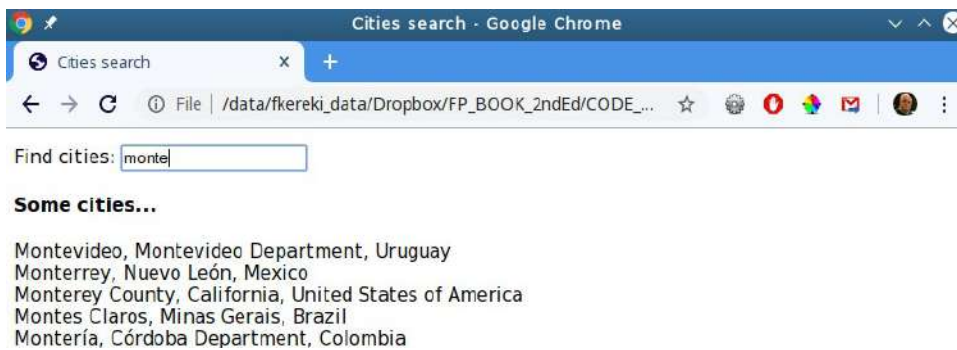 Cities search - Google Chrome
Cities search
File | /data/fkereki_data/Dropbox/FP_BOOK_2ndEd/CODE_...
Find cities: monte
Some cities...
Montevideo, Montevideo Department, Uruguay
Monterrey, Nuevo León, Mexico
Monterey County, California, United States of America
Montes Claros, Minas Gerais, Brazil
Montería, Córdoba Department, Colombia